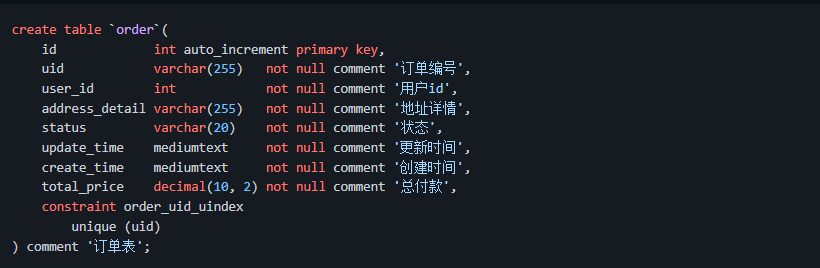 create table `order`(
    id             int auto_increment primary key,
    uid            varchar(255)   not null comment '订单编号',
    user_id        int            not null comment '用户id',
    address_detail varchar(255)   not null comment '地址详情',
    status         varchar(20)    not null comment '状态',
    update_time    mediumtext     not null comment '更新时间',
    create_time    mediumtext     not null comment '创建时间',
    total_price    decimal(10, 2) not null comment '总付款',
    constraint order_uid_uindex
        unique (uid)
) comment '订单表';